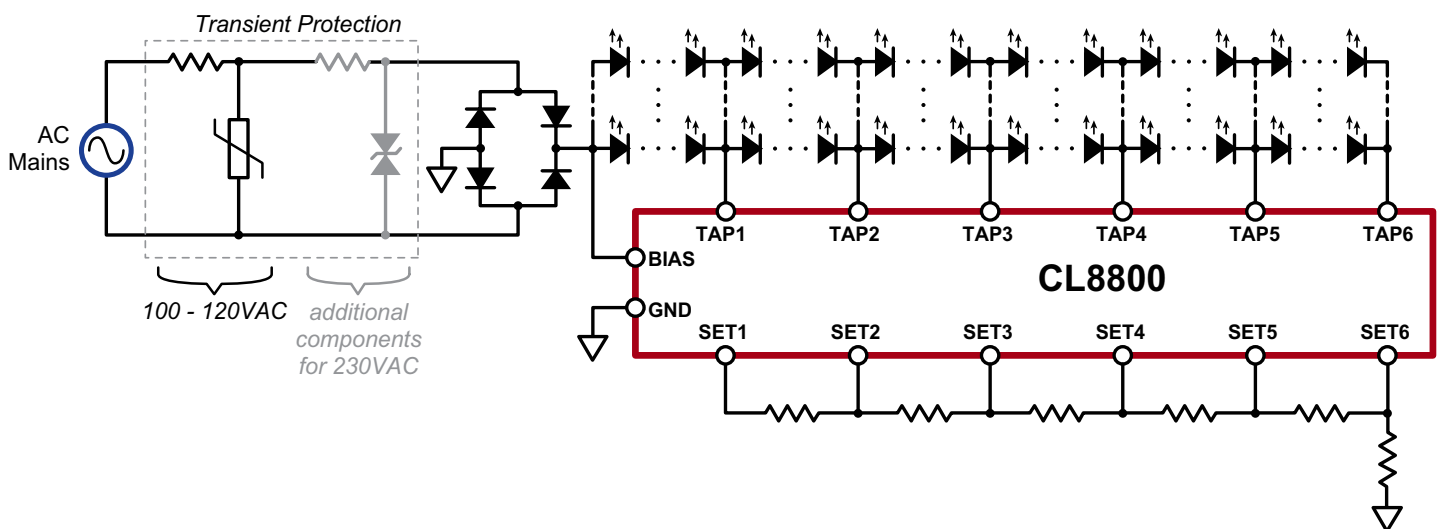 Transient Protection
AC
Mains
100 - 120VAC
additional
components
for 230VAC
TAP1 TAP2 TAP3 TAP4 TAP5 TAP6
BIAS
CL8800
GND
SET1 SET2 SET3 SET4 SET5 SET6